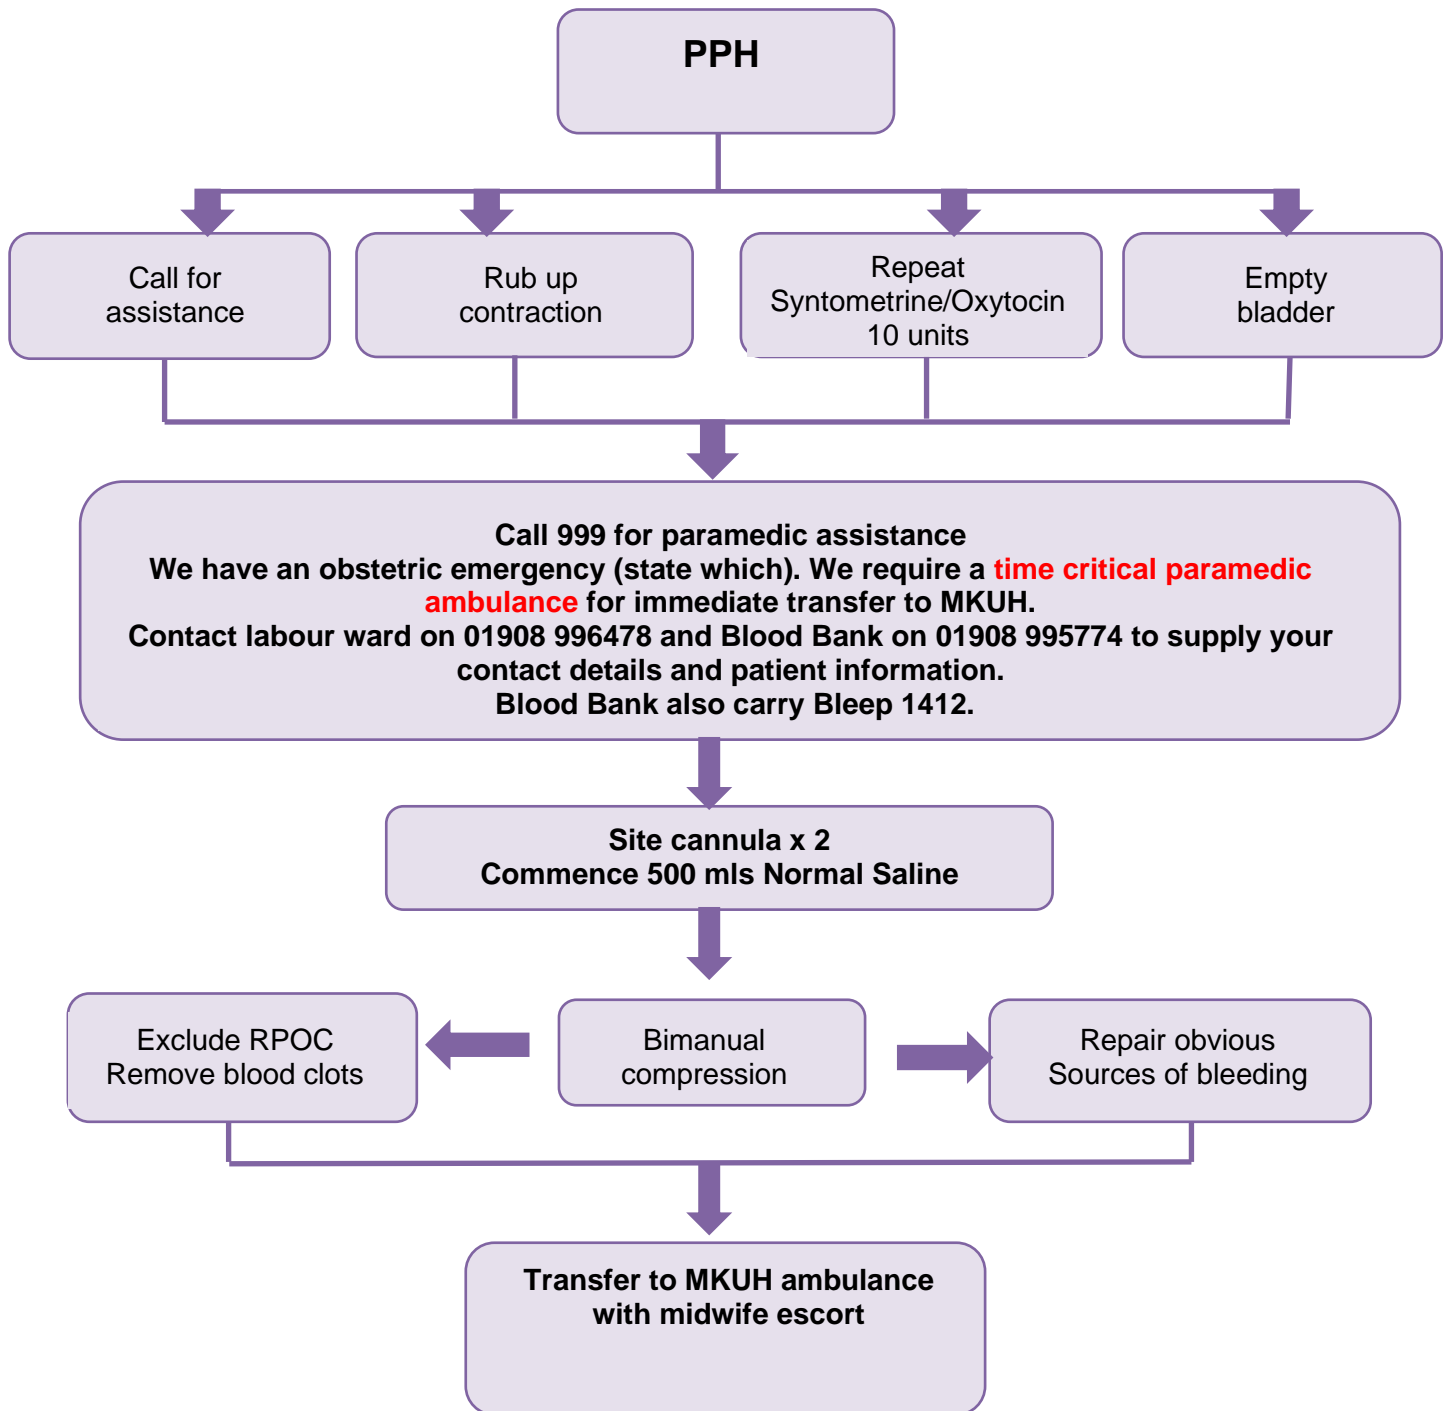 PPH
Call for
assistance
Rub up
contraction
Repeat
Syntometrine/Oxytocin
10 units
Empty
bladder
Call 999 for paramedic assistance
We have an obstetric emergency (state which). We require a time critical paramedic
ambulance for immediate transfer to MKUH.
Contact labour ward on 01908 996478 and Blood Bank on 01908 995774 to supply your
contact details and patient information.
Blood Bank also carry Bleep 1412.
Site cannula x 2
Commence 500 mls Normal Saline
Exclude RPOC
Remove blood clots
Bimanual
compression
Repair obvious
Sources of bleeding
Transfer to MKUH ambulance
with midwife escort